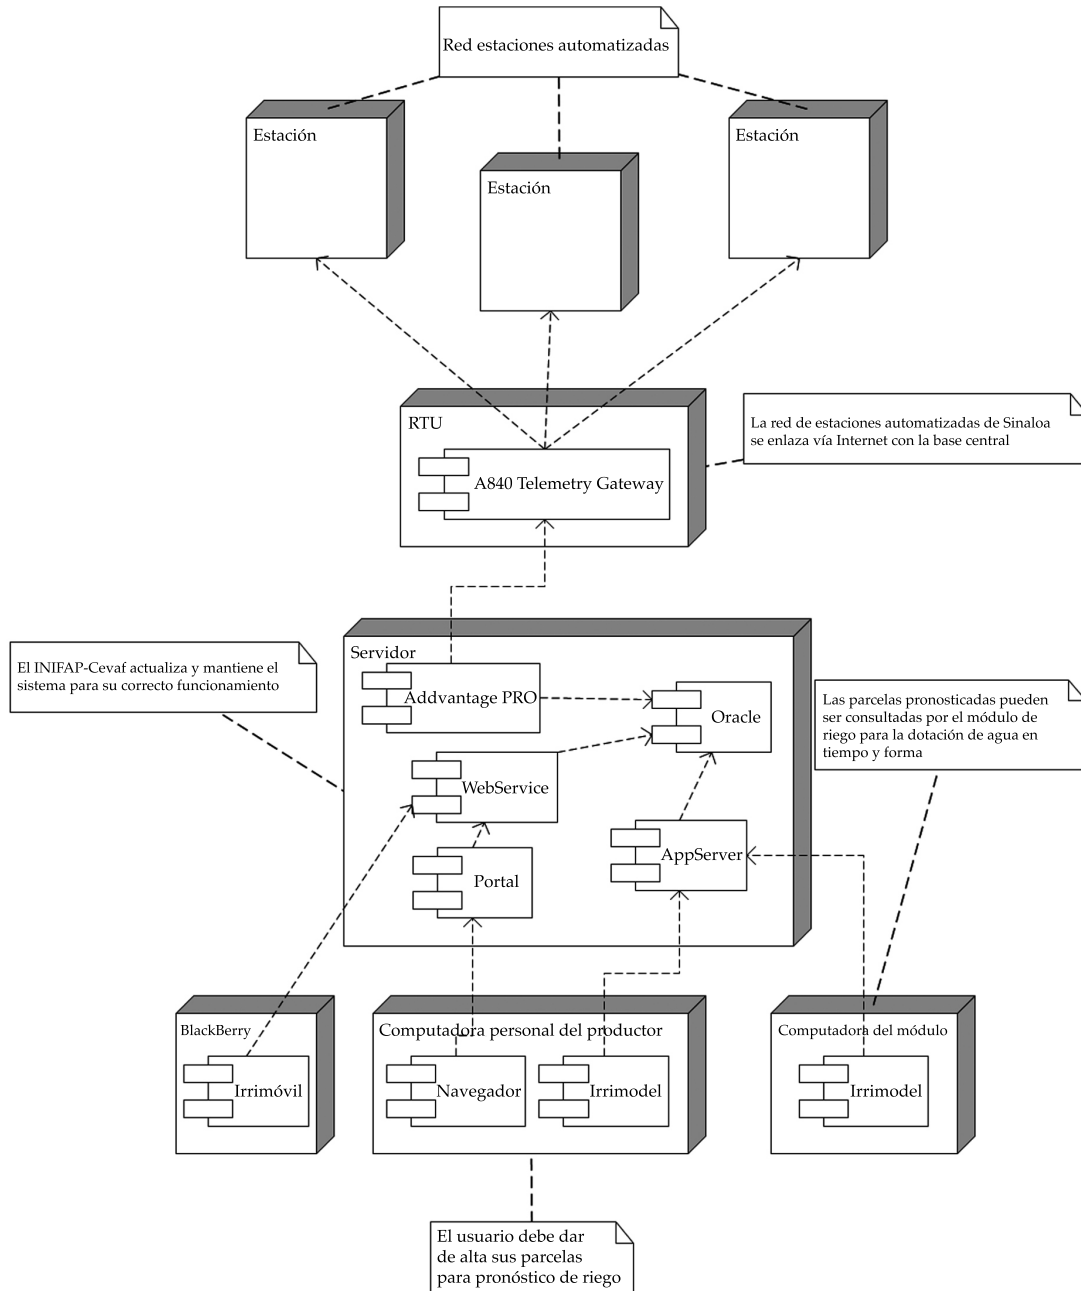 Red estaciones automatizadas
Estación
Estación
Estación
RTU
A840 Telemetry Gateway
La red de estaciones automatizadas de Sinaloa
se enlaza vía Internet con la base central
El INIFAP-Cevaf actualiza y mantiene el
sistema para su correcto funcionamiento
Servidor
Addvantage PRO
Oracle
WebService
AppServer
Portal
Las parcelas pronosticadas pueden
ser consultadas por el módulo de
riego para la dotación de agua en
tiempo y forma
BlackBerry
Irrimóvil
Computadora personal del productor
Navegador
Irrimodel
Computadora del módulo
Irrimodel
El usuario debe dar
de alta sus parcelas
para pronóstico de riego